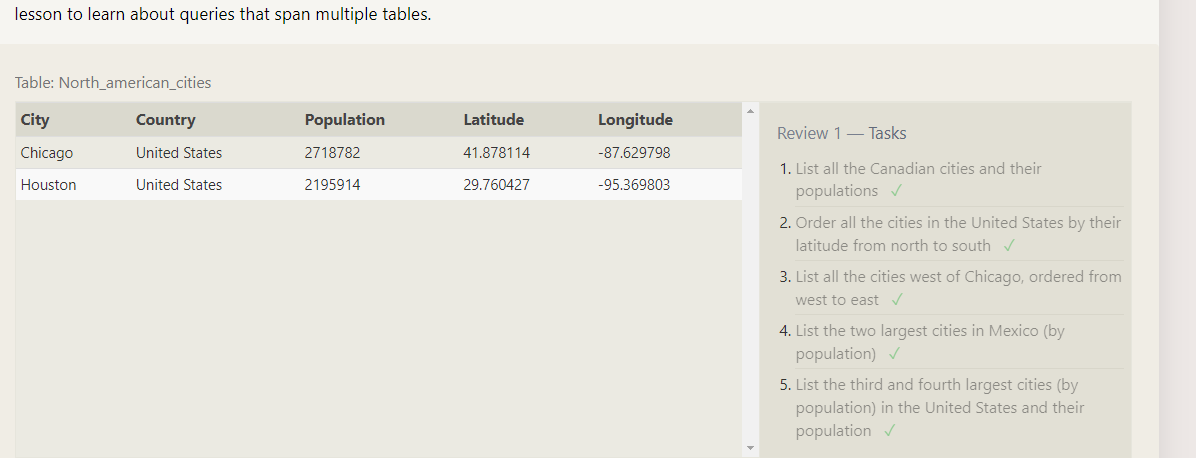 lesson to learn about queries that span multiple tables.
Table: North_american_cities
City Country Population Latitude Longitude
Chicago United States 2718782 41.878114 -87.629798
Houston United States 2195914 29.760427 -95.369803
Review 1 — Tasks
1. List all the Canadian cities and their
populations ✓
2. Order all the cities in the United States by their
latitude from north to south ✓
3. List all the cities west of Chicago, ordered from
west to east ✓
4. List the two largest cities in Mexico (by
population) ✓
5. List the third and fourth largest cities (by
population) in the United States and their
population ✓